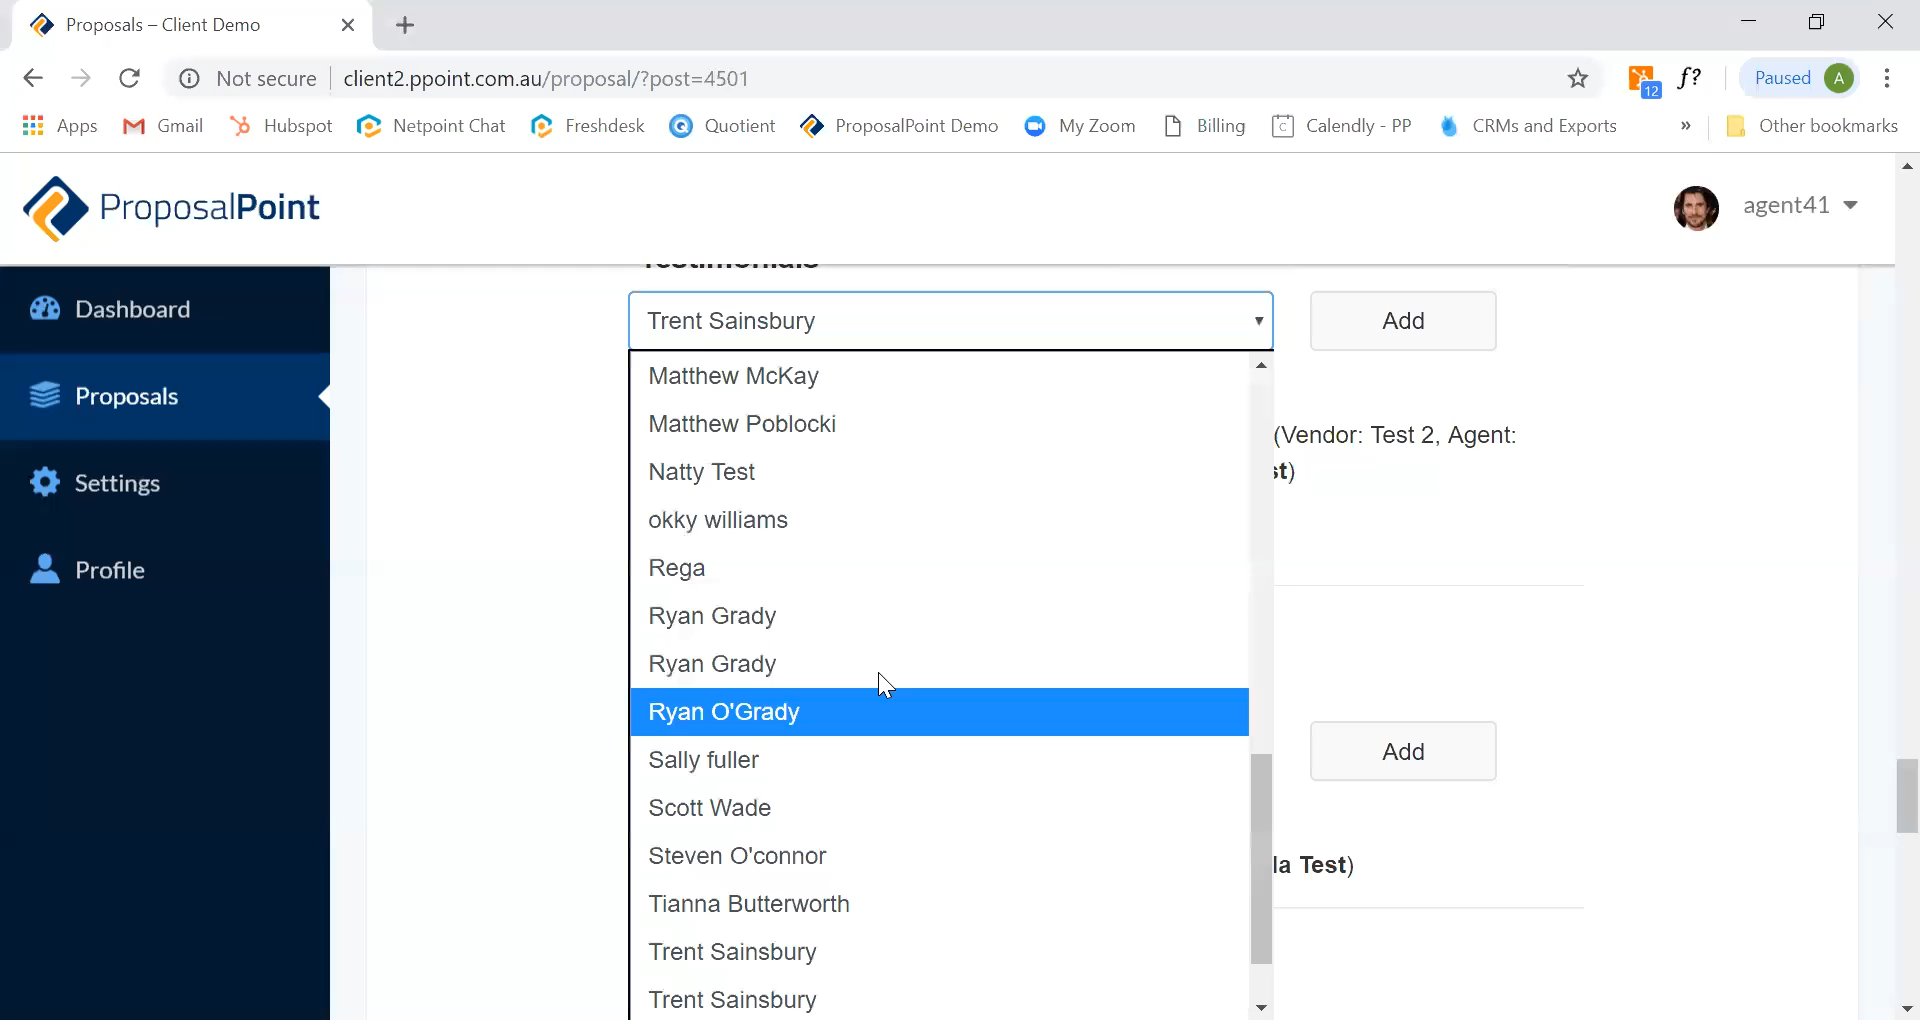 Proposals – Client Demo
Not secure client2.ppoint.com.au/proposal/?post=4501
12
f?
Paused A
Apps Gmail Hubspot Netpoint Chat Freshdesk Quotient ProposalPoint Demo My Zoom Billing Calendly - PP CRMs and Exports » Other bookmarks
ProposalPoint
agent41
Dashboard
Proposals
Settings
Profile
Testimonials
Trent Sainsbury
Add
Matthew McKay
Matthew Poblocki
(Vendor: Test 2, Agent:
st)
Natty Test
okky williams
Rega
Ryan Grady
Ryan Grady
Ryan O'Grady
Add
Sally fuller
Scott Wade
Steven O'connor
la Test)
Tianna Butterworth
Trent Sainsbury
Trent Sainsbury